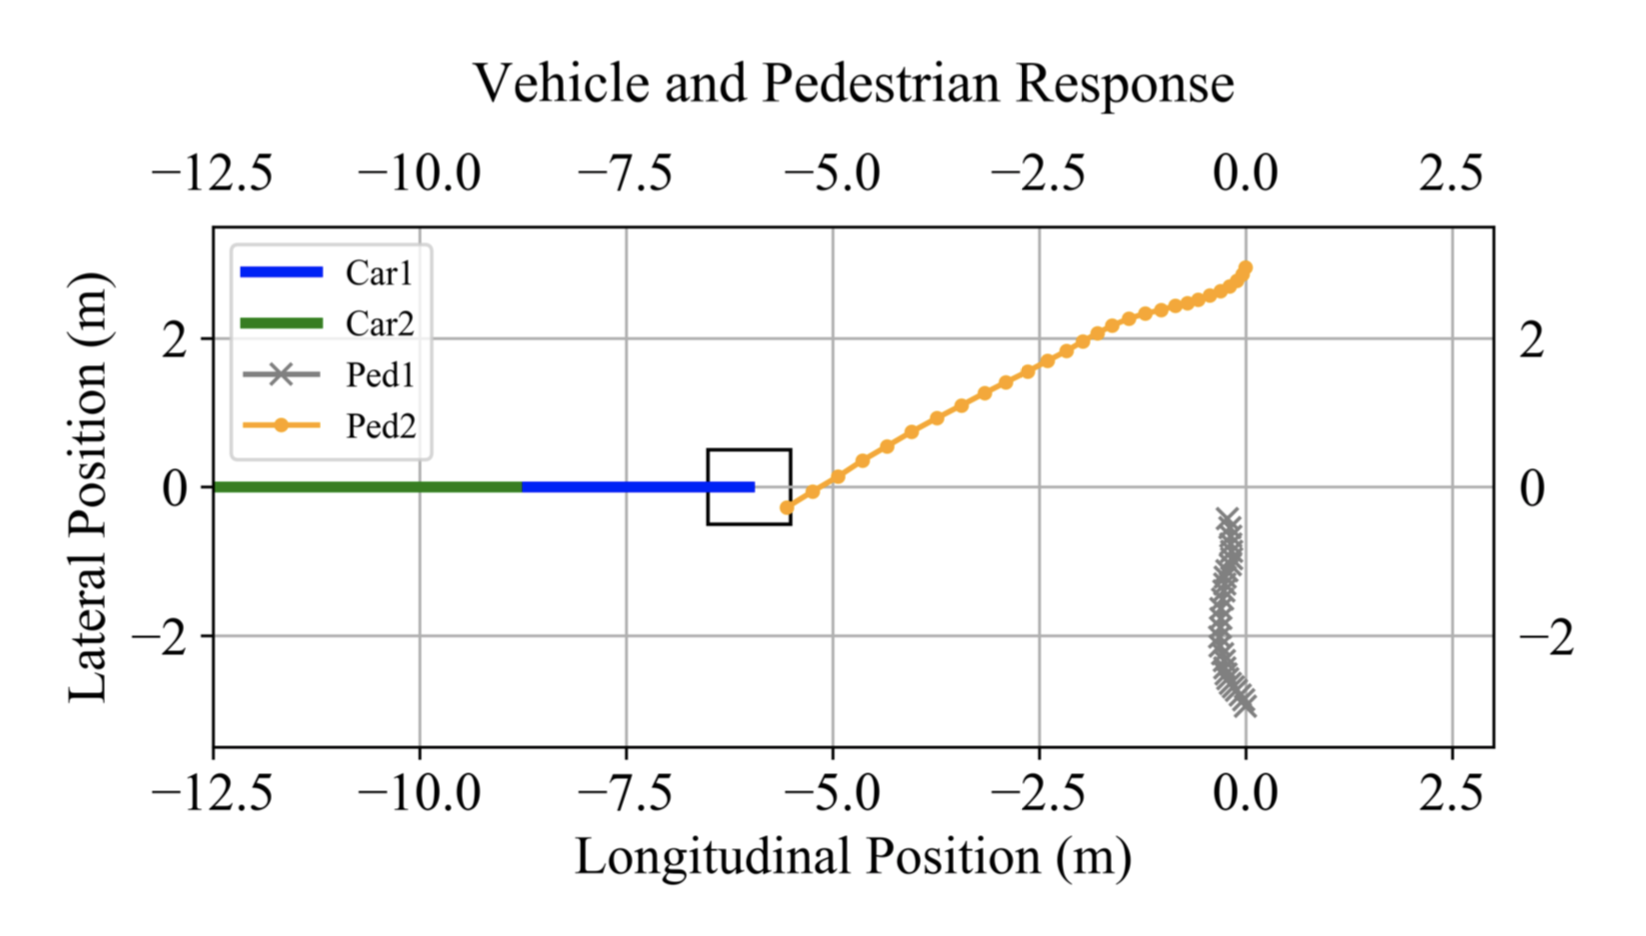 Vehicle and Pedestrian Response
−12.5 −10.0 −7.5 −5.0 −2.5 0.0 2.5
Car1
Car2
Ped1
Ped2
2 2
0 0
−2 −2
Lateral Position (m)
−12.5 −10.0 −7.5 −5.0 −2.5 0.0 2.5
Longitudinal Position (m)